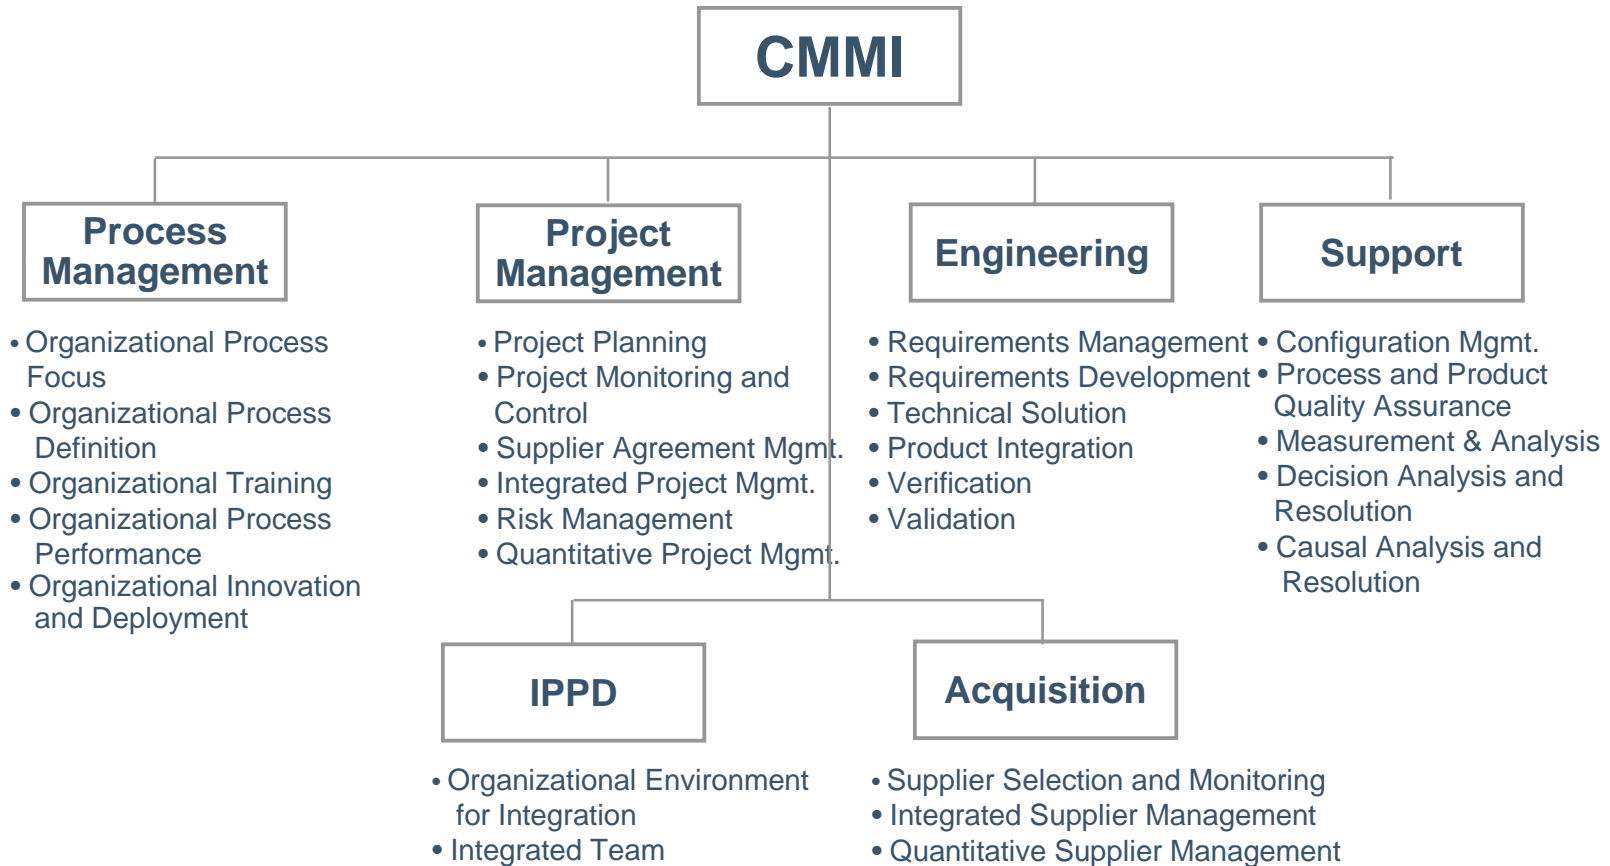 CMMI
Process
Management
Project
Management
Engineering
Support
• Organizational Process
Focus
• Organizational Process
Definition
• Organizational Training
• Organizational Process
Performance
• Organizational Innovation
and Deployment
• Project Planning
• Project Monitoring and
Control
• Supplier Agreement Mgmt.
• Integrated Project Mgmt.
• Risk Management
• Quantitative Project Mgmt.
• Requirements Management
• Requirements Development
• Technical Solution
• Product Integration
• Verification
• Validation
• Configuration Mgmt.
• Process and Product
Quality Assurance
• Measurement & Analysis
• Decision Analysis and
Resolution
• Causal Analysis and
Resolution
IPPD
Acquisition
• Organizational Environment
for Integration
• Integrated Team
• Supplier Selection and Monitoring
• Integrated Supplier Management
• Quantitative Supplier Management